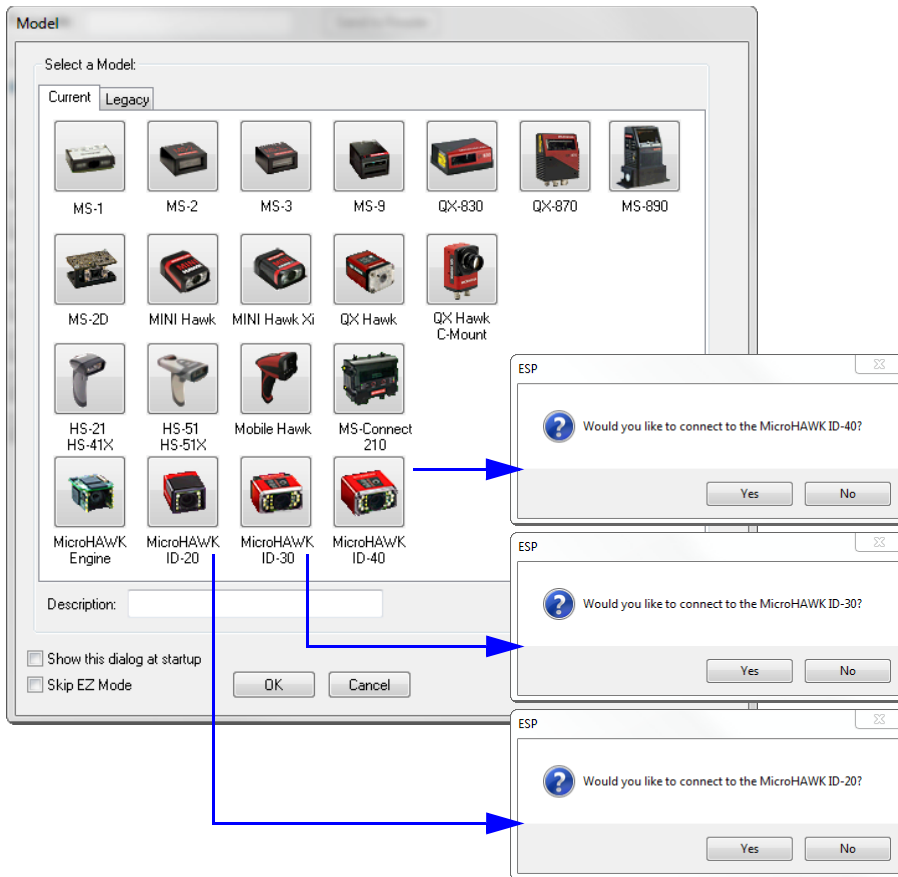 Model
Select a Model:
Current
Legacy
MS-1
MS-2
MS-3
MS-9
QX-830
QX-870
MS-890
MS-2D
MINI Hawk
MINI Hawk Xi
QX Hawk
QX Hawk
C-Mount
HS-21
HS-41X
HS-51
HS-51X
Mobile Hawk
MS-Connect
210
MicroHAWK
Engine
MicroHAWK
ID-20
MicroHAWK
ID-30
MicroHAWK
ID-40
Description:
Show this dialog at startup
Skip EZ Mode
OK
Cancel
ESP
Would you like to connect to the MicroHAWK ID-40?
Yes
No
ESP
Would you like to connect to the MicroHAWK ID-30?
Yes
No
ESP
Would you like to connect to the MicroHAWK ID-20?
Yes
No